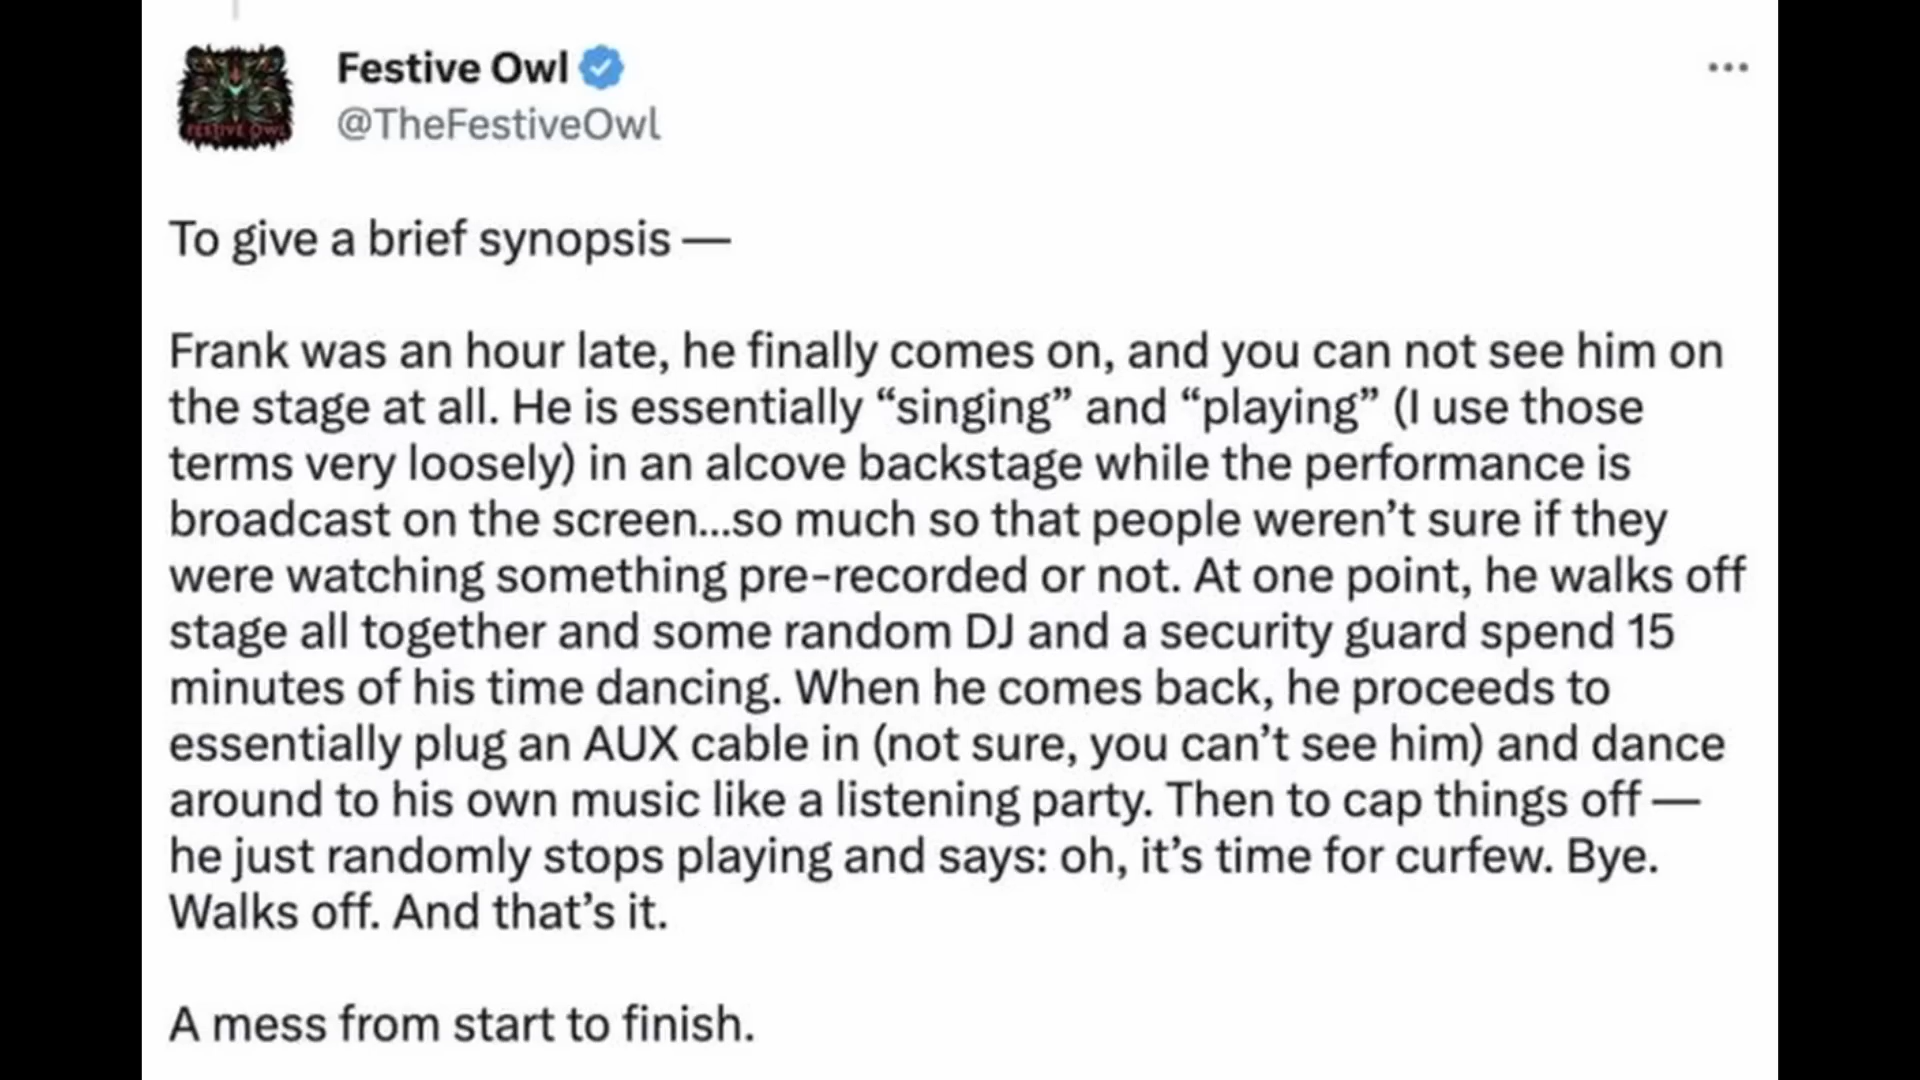 Festive Owl
@TheFestiveOwl
To give a brief synopsis —
Frank was an hour late, he finally comes on, and you can not see him on
the stage at all. He is essentially “singing” and “playing” (I use those
terms very loosely) in an alcove backstage while the performance is
broadcast on the screen...so much so that people weren’t sure if they
were watching something pre-recorded or not. At one point, he walks off
stage all together and some random DJ and a security guard spend 15
minutes of his time dancing. When he comes back, he proceeds to
essentially plug an AUX cable in (not sure, you can’t see him) and dance
around to his own music like a listening party. Then to cap things off —
he just randomly stops playing and says: oh, it’s time for curfew. Bye.
Walks off. And that’s it.
A mess from start to finish.
FESTIVE OWL